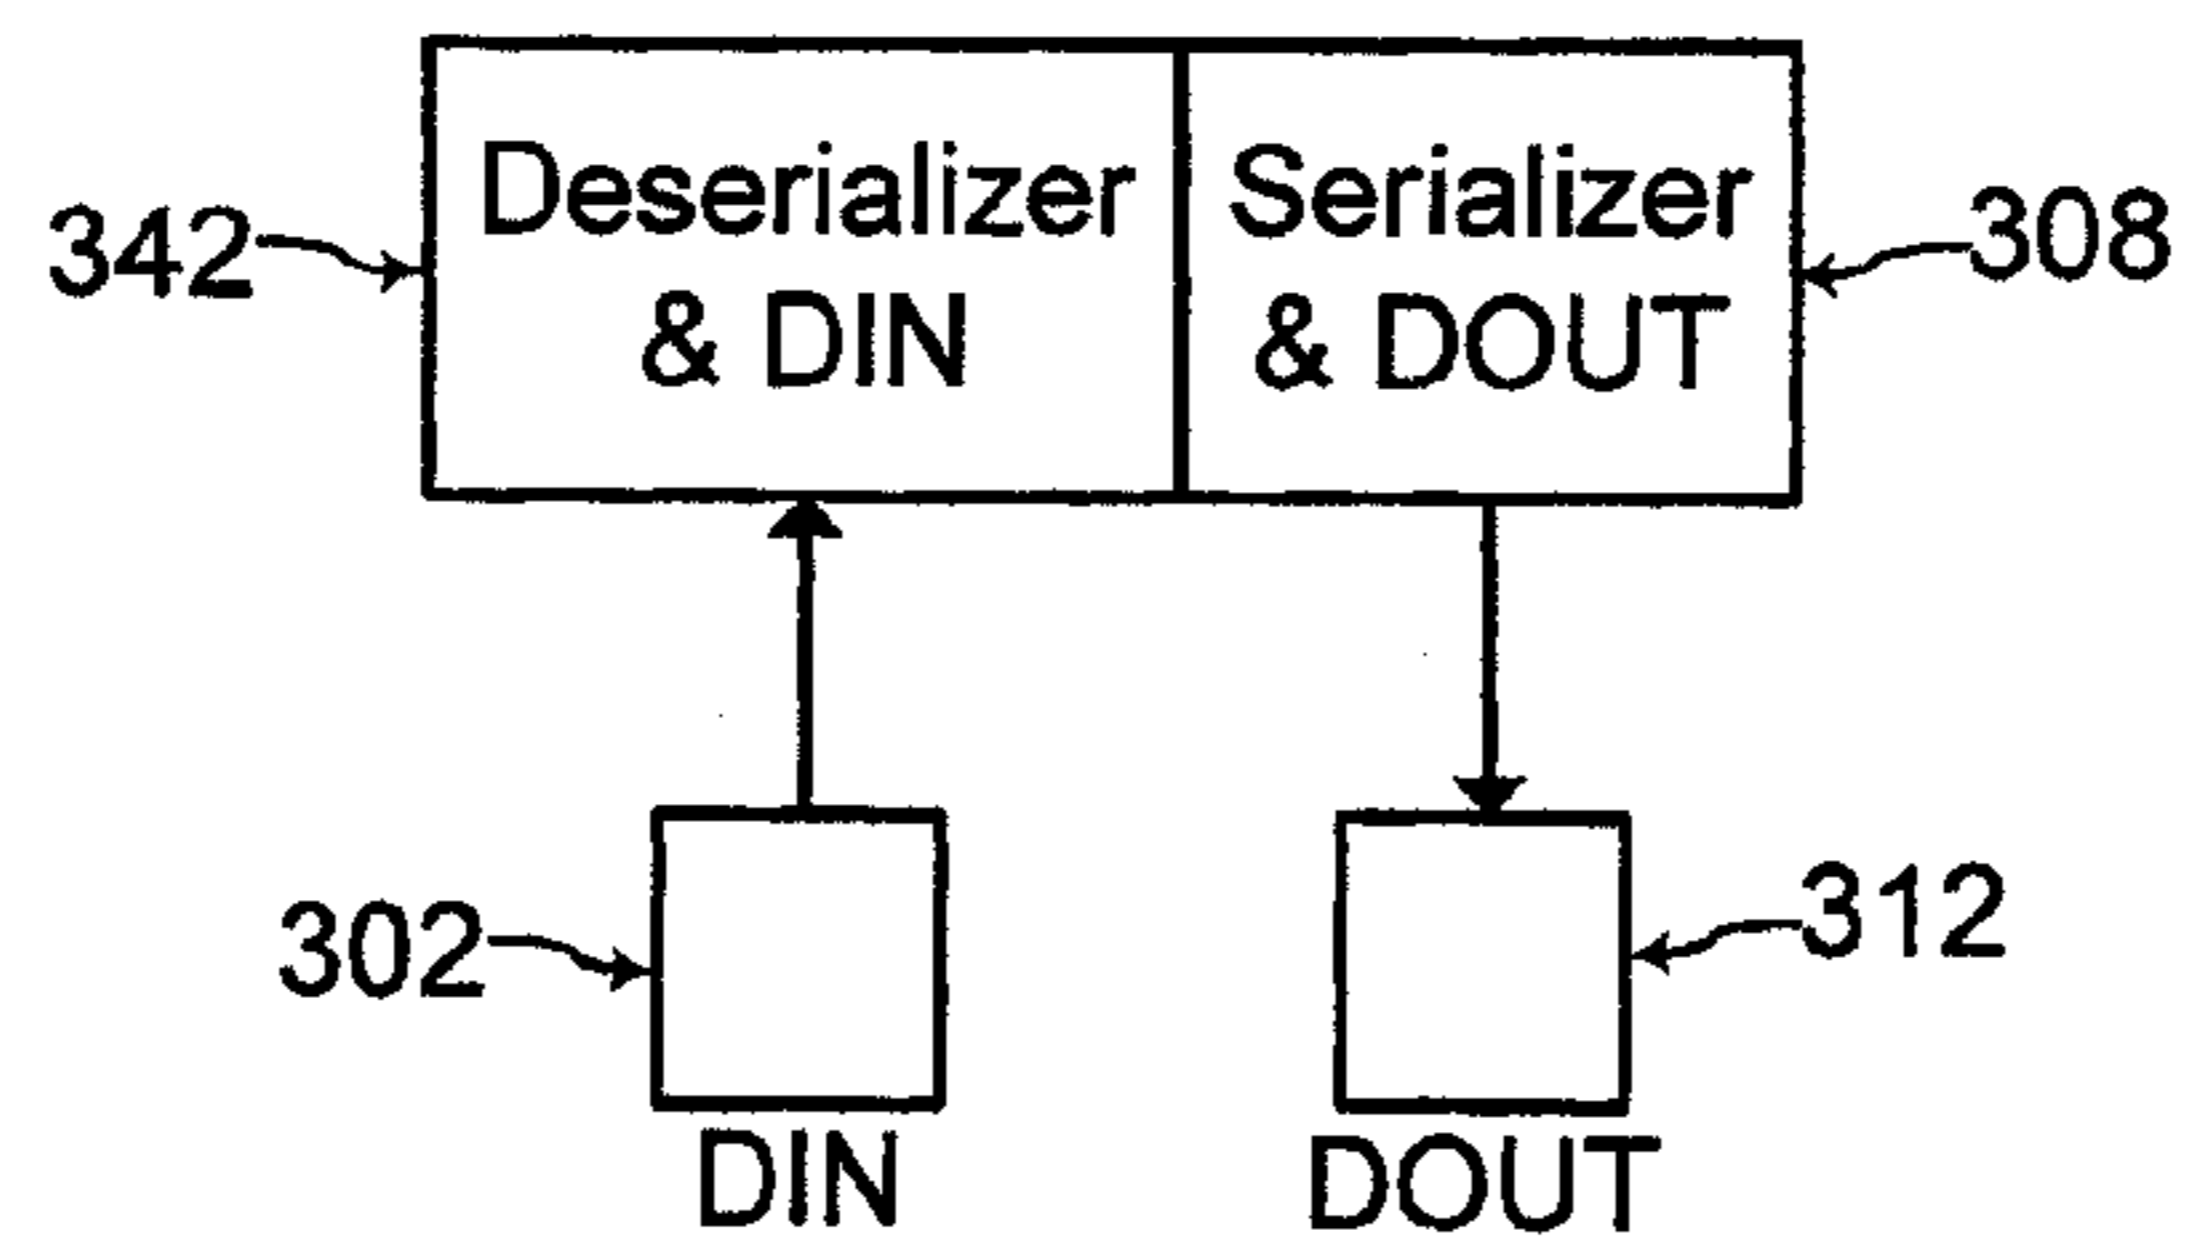 Deserializer
& DIN
Serializer
& DOUT
342
308
302
312
DIN
DOUT